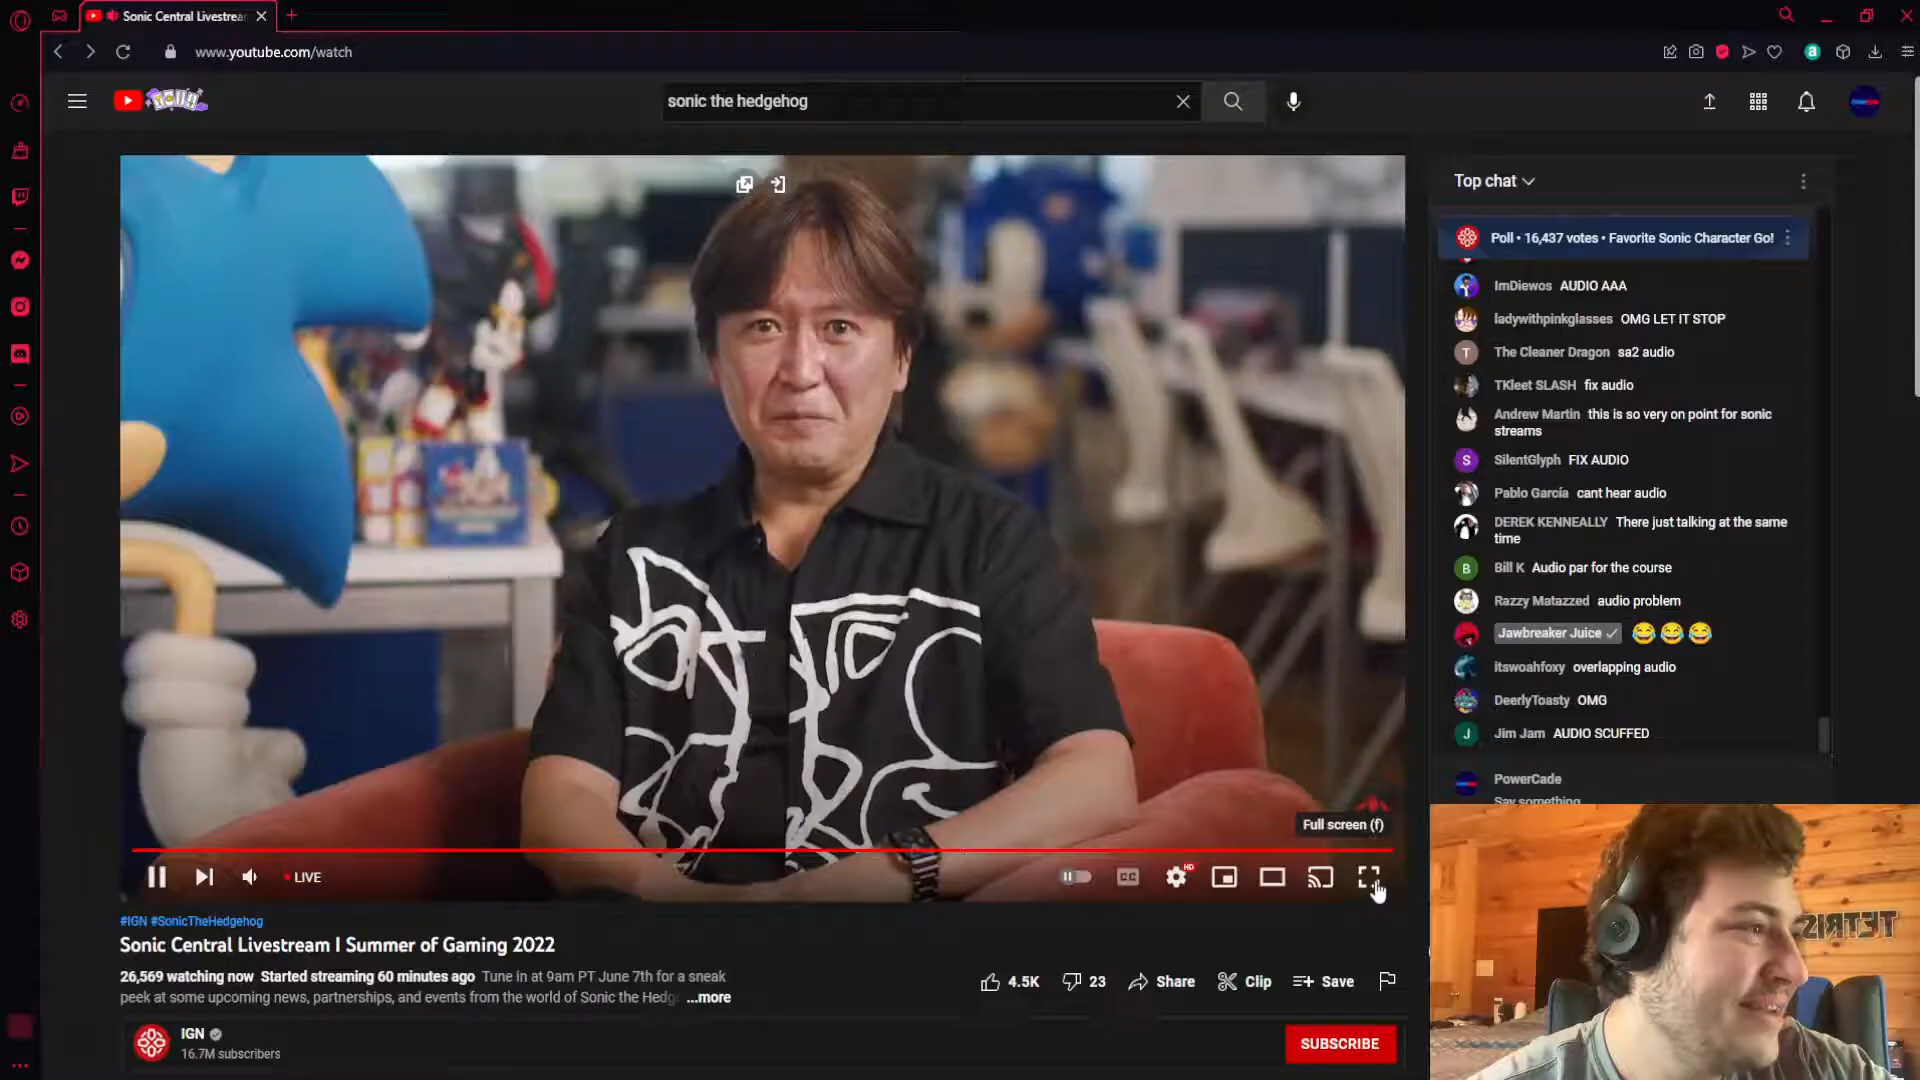 Sonic Central Livestrea
www.youtube.com/watch
sonic the hedgehog
Top chat
Poll • 16,437 votes • Favorite Sonic Character Go!
ImDiewos AUDIO AAA
ladywithpinkglasses OMG LET IT STOP
T The Cleaner Dragon sa2 audio
TKleet SLASH fix audio
Andrew Martin this is so very on point for sonic
streams
S SilentGlyph FIX AUDIO
Pablo García cant hear audio
DEREK KENNEALLY There just talking at the same
time
B Bill K Audio par for the course
Razzy Matazzed audio problem
Jawbreaker Juice
itswoahfoxy overlapping audio
DeerlyToasty OMG
J Jim Jam AUDIO SCUFFED
PowerCade
Say something
Full screen (f)
LIVE
CC
HD
#IGN #SonicTheHedgehog
Sonic Central Livestream | Summer of Gaming 2022
26,569 watching now Started streaming 60 minutes ago Tune in at 9am PT June 7th for a sneak
peek at some upcoming news, partnerships, and events from the world of Sonic the Hedg ...more
4.5K 23 Share Clip Save
IGN
16.7M subscribers
SUBSCRIBE
TETRIS